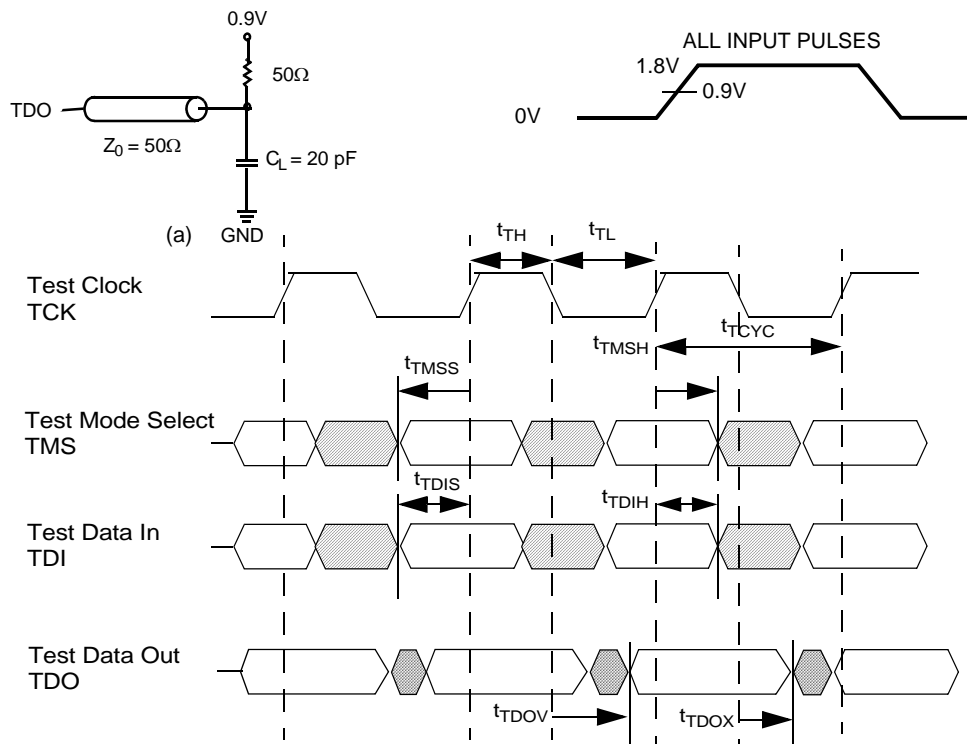 0.9V
50Ω
TDO
Z0 = 50Ω
CL = 20 pF
(a)
GND
ALL INPUT PULSES
1.8V
0.9V
0V
tTH
tTL
Test Clock
TCK
tTCYC
tTMSH
tTMSS
Test Mode Select
TMS
tTDIS
tTDIH
Test Data In
TDI
Test Data Out
TDO
tTDOV
tTDOX